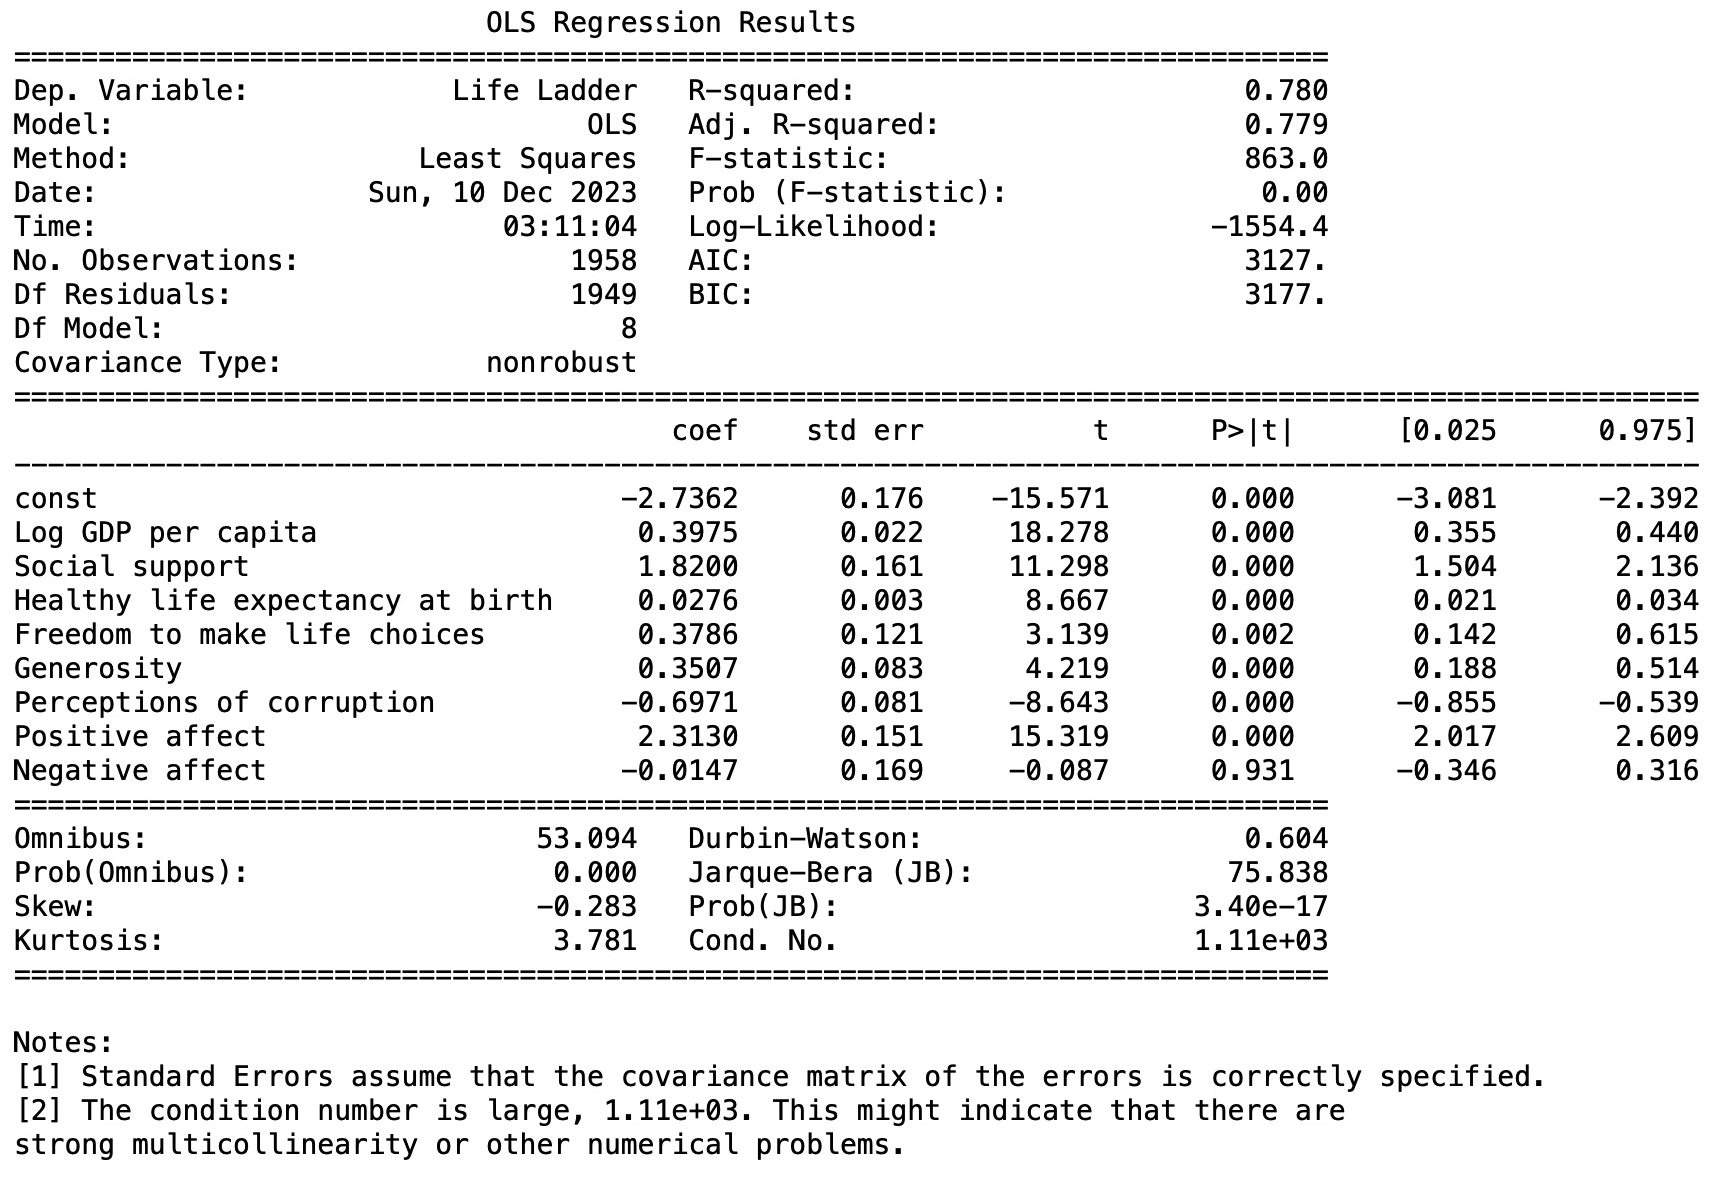 OLS Regression Results
==============================================================================
Dep. Variable: Life Ladder R-squared: 0.780
Model: OLS Adj. R-squared: 0.779
Method: Least Squares F-statistic: 863.0
Date: Sun, 10 Dec 2023 Prob (F-statistic): 0.00
Time: 03:11:04 Log-Likelihood: -1554.4
No. Observations: 1958 AIC: 3127.
Df Residuals: 1949 BIC: 3177.
Df Model: 8
Covariance Type: nonrobust
====================================================================================================
coef std err t P>|t| [0.025 0.975]
----------------------------------------------------------------------------------------------------
const -2.7362 0.176 -15.571 0.000 -3.081 -2.392
Log GDP per capita 0.3975 0.022 18.278 0.000 0.355 0.440
Social support 1.8200 0.161 11.298 0.000 1.504 2.136
Healthy life expectancy at birth 0.0276 0.003 8.667 0.000 0.021 0.034
Freedom to make life choices 0.3786 0.121 3.139 0.002 0.142 0.615
Generosity 0.3507 0.083 4.219 0.000 0.188 0.514
Perceptions of corruption -0.6971 0.081 -8.643 0.000 -0.855 -0.539
Positive affect 2.3130 0.151 15.319 0.000 2.017 2.609
Negative affect -0.0147 0.169 -0.087 0.931 -0.346 0.316
==============================================================================
Omnibus: 53.094 Durbin-Watson: 0.604
Prob(Omnibus): 0.000 Jarque-Bera (JB): 75.838
Skew: -0.283 Prob(JB): 3.40e-17
Kurtosis: 3.781 Cond. No. 1.11e+03
==============================================================================
Notes:
[1] Standard Errors assume that the covariance matrix of the errors is correctly specified.
[2] The condition number is large, 1.11e+03. This might indicate that there are
strong multicollinearity or other numerical problems.